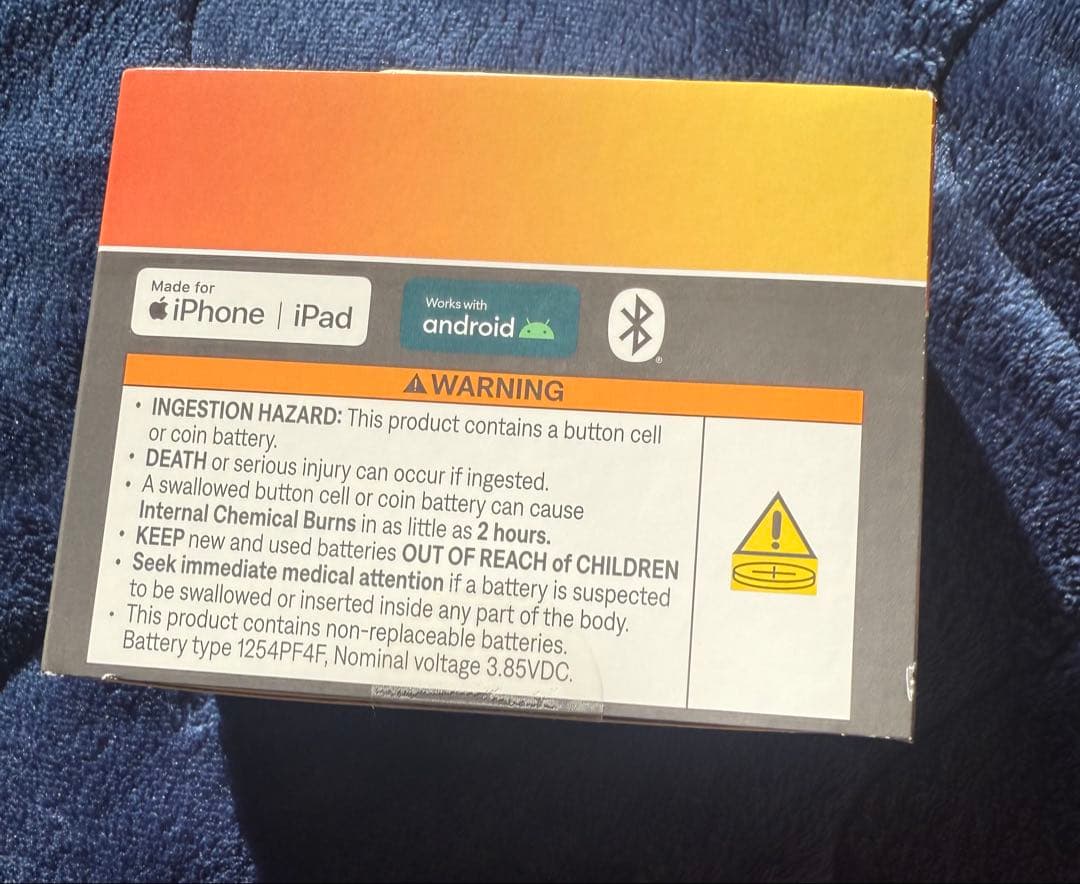 Made for
iPhone | iPad
Works with
android
WARNING
• INGESTION HAZARD: This product contains a button cell
or coin battery.
• DEATH or serious injury can occur if ingested.
• A swallowed button cell or coin battery can cause
Internal Chemical Burns in as little as 2 hours.
• KEEP new and used batteries OUT OF REACH of CHILDREN
• Seek immediate medical attention if a battery is suspected
to be swallowed or inserted inside any part of the body.
• This product contains non-replaceable batteries.
Battery type 1254PF4F, Nominal voltage 3.85VDC.